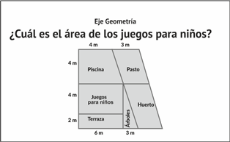 Eje Geometría
¿Cuál es el área de los juegos para niños?
4 m 3 m
4 m
Piscina Pasto
4 m
Juegos
para niños
Huerto
Árboles
2 m
Terraza
6 m 3 m